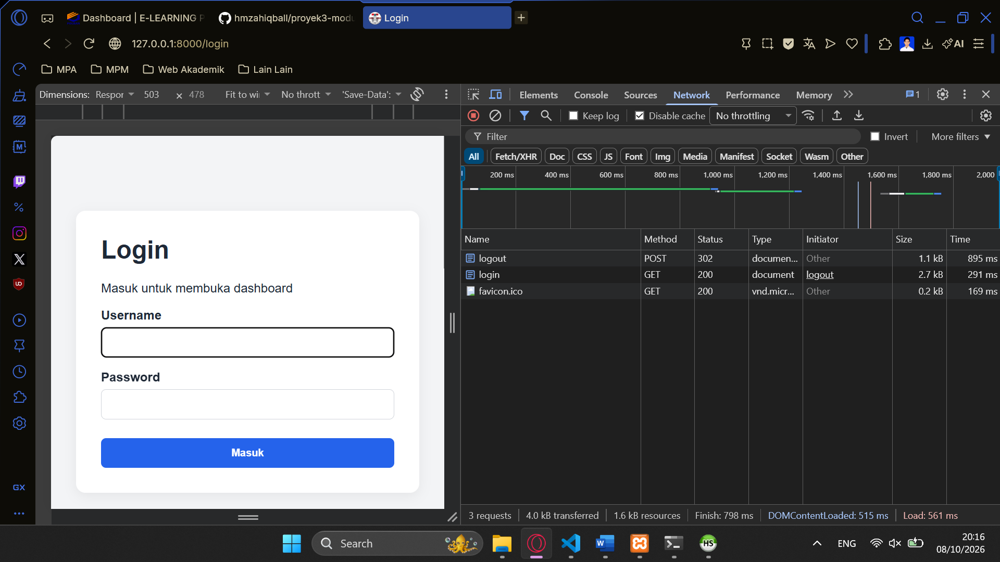 Dashboard | E-LEARNING P
hmzahiqball/proyek3-modu
Login
127.0.0.1:8000/login
AI
MPA
MPM
Web Akademik
Lain Lain
Dimensions: Respor 503 × 478 Fit to wi No thrott 'Save-Data':
Elements Console Sources Network Performance Memory 1
Keep log Disable cache No throttling
Filter Invert More filters
All Fetch/XHR Doc CSS JS Font Img Media Manifest Socket Wasm Other
200 ms 400 ms 600 ms 800 ms 1,000 ms 1,200 ms 1,400 ms 1,600 ms 1,800 ms 2,000
Name Method Status Type Initiator Size Time
logout POST 302 documen... Other 1.1 kB 895 ms
login GET 200 document logout 2.7 kB 291 ms
favicon.ico GET 200 vnd.micr... Other 0.2 kB 169 ms
3 requests 4.0 kB transferred 1.6 kB resources Finish: 798 ms DOMContentLoaded: 515 ms Load: 561 ms
Login
Masuk untuk membuka dashboard
Username
Password
Masuk
M
GX
Search
W
HS
ENG
20:16
08/10/2026